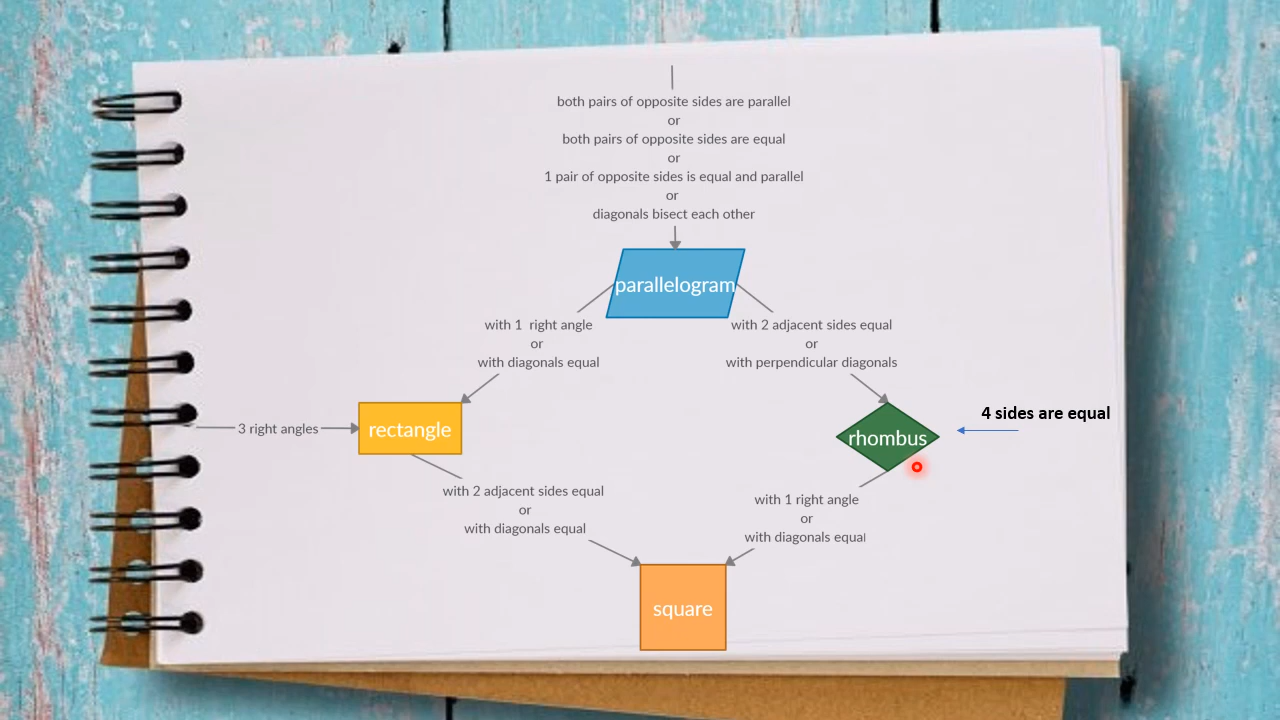 both pairs of opposite sides are parallel
or
both pairs of opposite sides are equal
or
1 pair of opposite sides is equal and parallel
or
diagonals bisect each other
parallelogram
with 1 right angle
or
with diagonals equal
with 2 adjacent sides equal
or
with perpendicular diagonals
3 right angles
rectangle
rhombus
4 sides are equal
with 2 adjacent sides equal
or
with diagonals equal
with 1 right angle
or
with diagonals equal
square